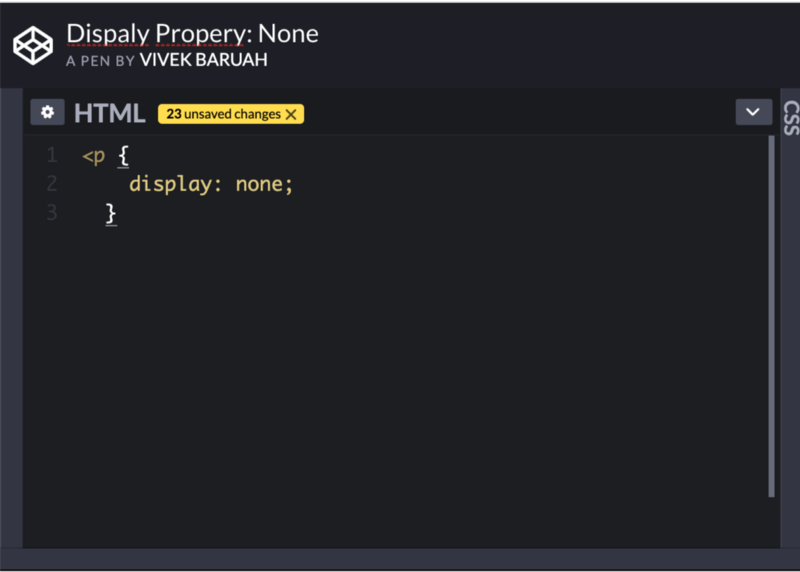 Dispaly Propery: None
A PEN BY VIVEK BARUAH
HTML 23 unsaved changes X
CSS
1 <p {
2 display: none;
3 }